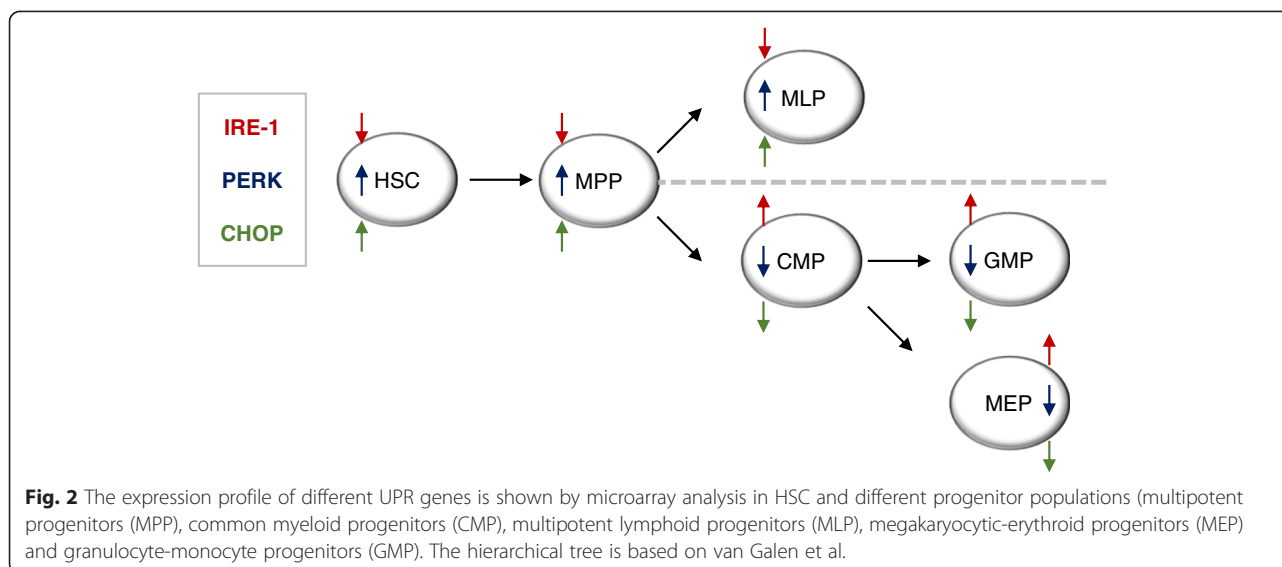 IRE-1
PERK
CHOP
HSC
MPP
MLP
CMP
GMP
MEP
Fig. 2 The expression profile of different UPR genes is shown by microarray analysis in HSC and different progenitor populations (multipotent
progenitors (MPP), common myeloid progenitors (CMP), multipotent lymphoid progenitors (MLP), megakaryocytic-erythroid progenitors (MEP)
and granulocyte-monocyte progenitors (GMP). The hierarchical tree is based on van Galen et al.